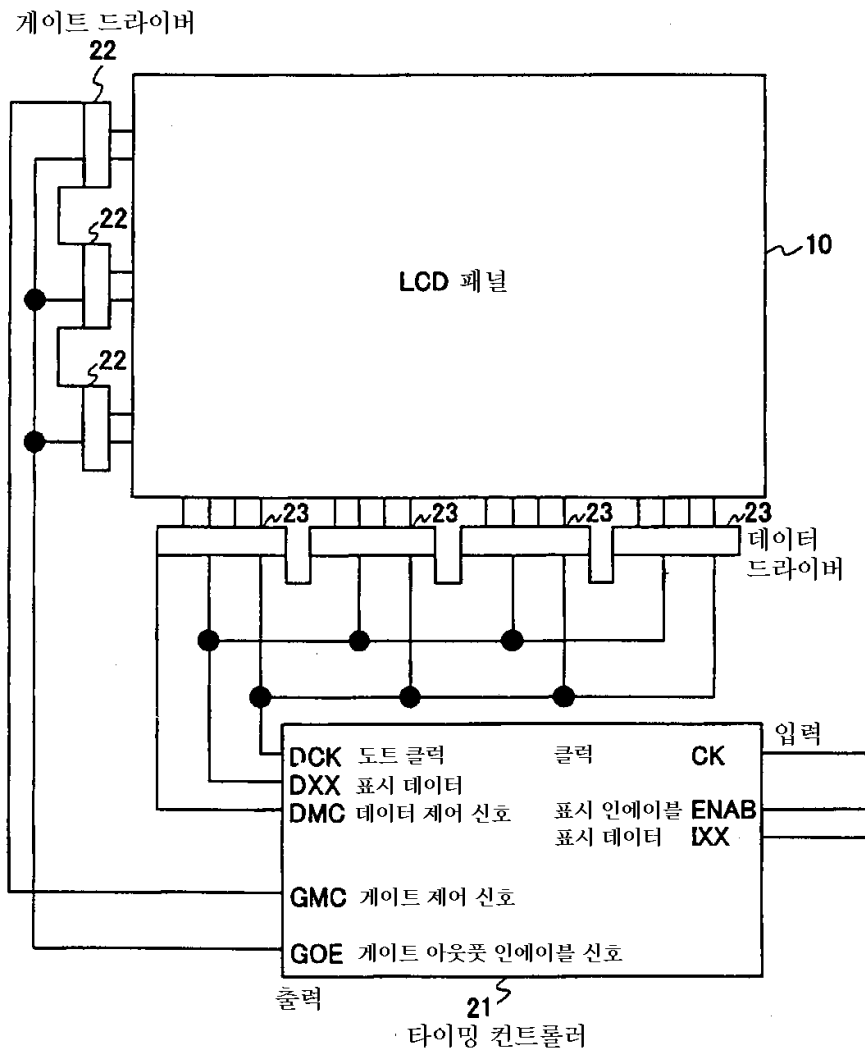 게이트 드라이버
22
22
22
LCD 패널
10
23
23
23
23
데이터
드라이버
입력
DCK 도트 클럭
클럭 CK
DXX 표시 데이터
DMC 데이터 제어 신호
표시 인에이블 ENAB
표시 데이터 IXX
GMC 게이트 제어 신호
GOE 게이트 아웃풋 인에이블 신호
출력
21
타이밍 컨트롤러